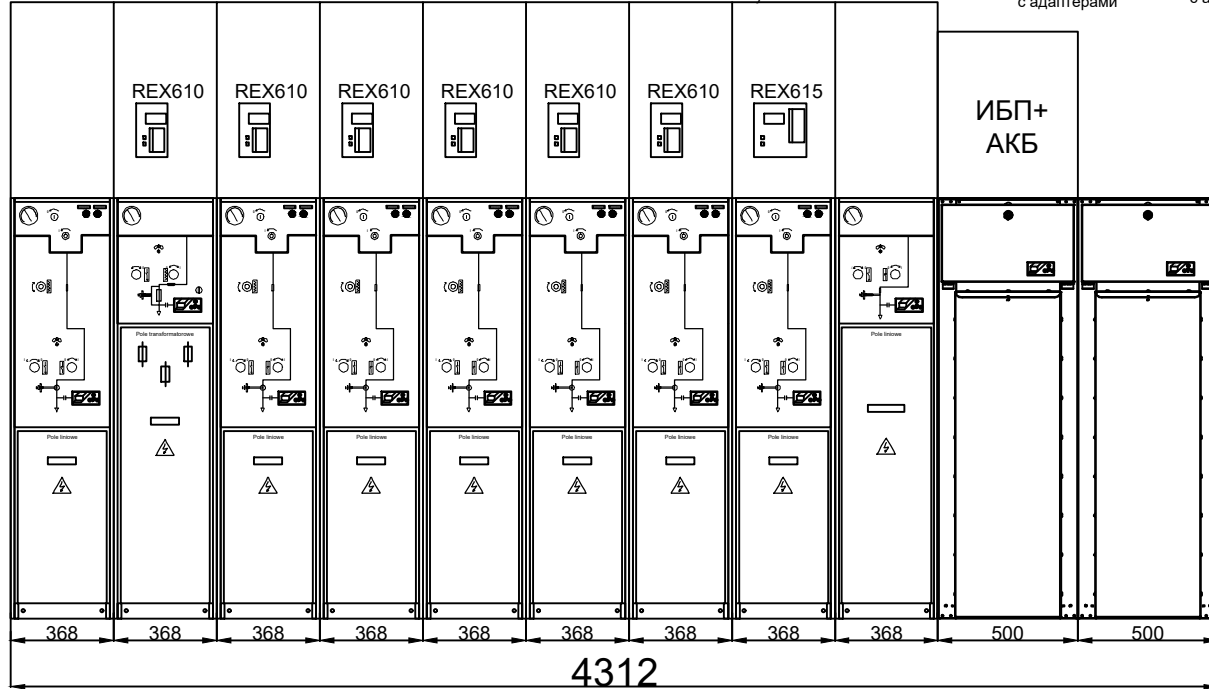 с адаптерами
REX610
REX610
REX610
REX610
REX610
REX610
REX615
ИБП+
АКБ
Pole transformatorowe
Pole liniowe
Pole liniowe
Pole liniowe
Pole liniowe
Pole liniowe
Pole liniowe
Pole liniowe
Pole liniowe
368
368
368
368
368
368
368
368
368
500
500
4312